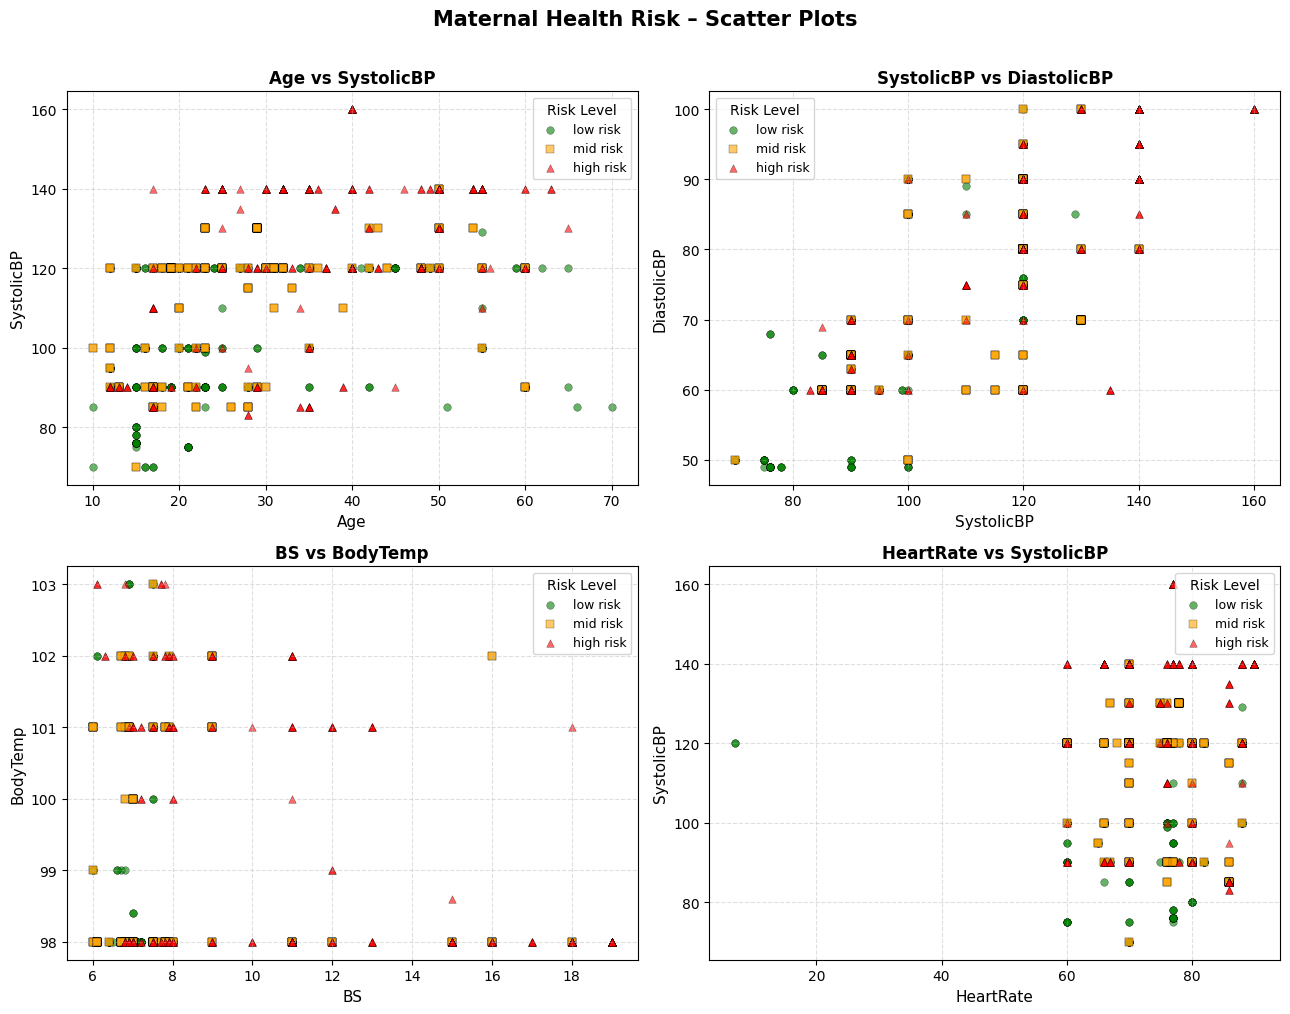 Maternal Health Risk – Scatter Plots
Age vs SystolicBP
SystolicBP
160
140
120
100
80
10 20 30 40 50 60 70
Age
Risk Level
low risk
mid risk
high risk
SystolicBP vs DiastolicBP
DiastolicBP
100
90
80
70
60
50
80 100 120 140 160
SystolicBP
Risk Level
low risk
mid risk
high risk
BS vs BodyTemp
BodyTemp
103
102
101
100
99
98
6 8 10 12 14 16 18
BS
Risk Level
low risk
mid risk
high risk
HeartRate vs SystolicBP
SystolicBP
160
140
120
100
80
20 40 60 80
HeartRate
Risk Level
low risk
mid risk
high risk